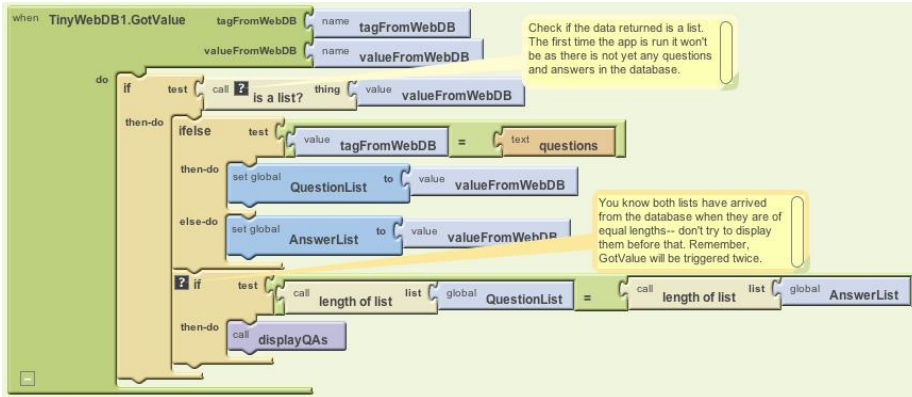 when TinyWebDB1.GotValue tagFromWebDB name tagFromWebDB
valueFromWebDB name valueFromWebDB
Check if the data returned is a list.
The first time the app is run it won't
be as there is not yet any questions
and answers in the database.
do if test call ? is a list? thing value valueFromWebDB
then-do ifelse test value tagFromWebDB = text questions
then-do set global QuestionList to value valueFromWebDB
else-do set global AnswerList to value valueFromWebDB
You know both lists have arrived
from the database when they are of
equal lengths-- don't try to display
them before that. Remember,
GotValue will be triggered twice.
? if test call length of list list global QuestionList = call length of list list global AnswerList
then-do call displayQAs